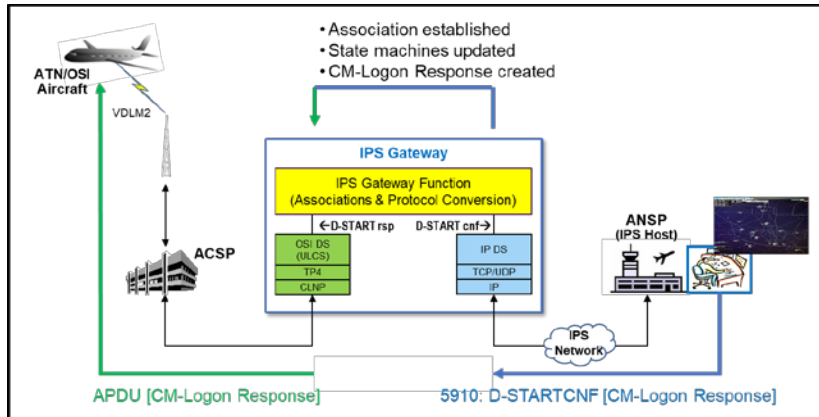 • Association established
• State machines updated
• CM-Logon Response created
ATN/OSI
Aircraft
VDLM2
IPS Gateway
IPS Gateway Function
(Associations & Protocol Conversion)
←D-START rsp
D-START cnf→
ACSP
OSI DS
(ULCS)
TP4
CLNP
IP DS
TCP/UDP
IP
ANSP
(IPS Host)
IPS
Network
APDU [CM-Logon Response]
5910: D-STARTCNF [CM-Logon Response]